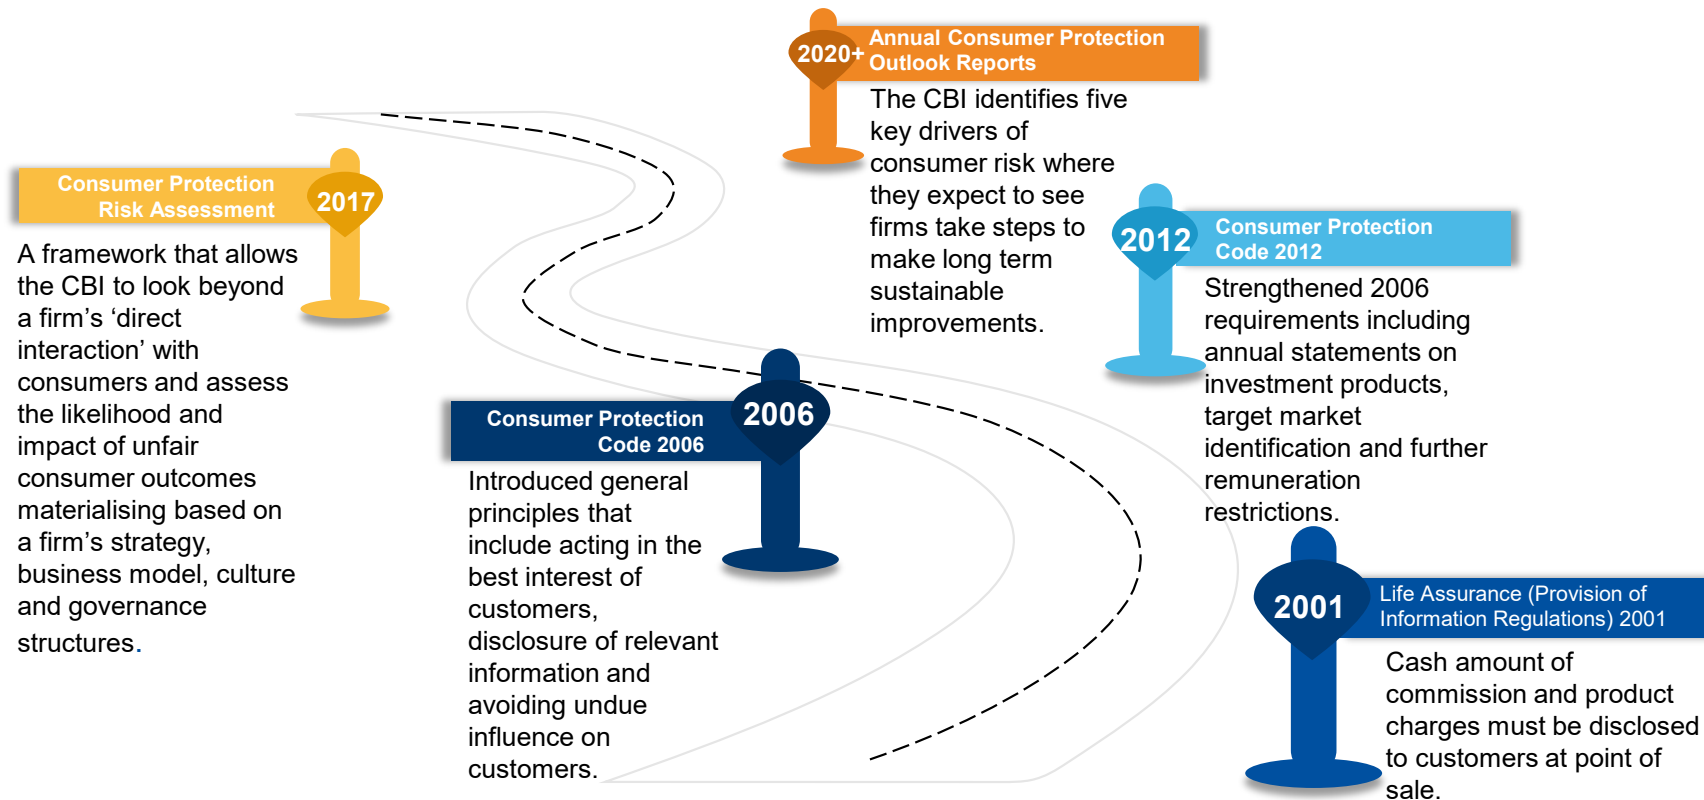 2020+
Annual Consumer Protection
Outlook Reports
The CBI identifies five
key drivers of
consumer risk where
they expect to see
firms take steps to
make long term
sustainable
improvements.
2017
Consumer Protection
Risk Assessment
A framework that allows
the CBI to look beyond
a firm’s ‘direct
interaction’ with
consumers and assess
the likelihood and
impact of unfair
consumer outcomes
materialising based on
a firm’s strategy,
business model, culture
and governance
structures.
2012
Consumer Protection
Code 2012
Strengthened 2006
requirements including
annual statements on
investment products,
target market
identification and further
remuneration
restrictions.
2006
Consumer Protection
Code 2006
Introduced general
principles that
include acting in the
best interest of
customers,
disclosure of relevant
information and
avoiding undue
influence on
customers.
2001
Life Assurance (Provision of
Information Regulations) 2001
Cash amount of
commission and product
charges must be disclosed
to customers at point of
sale.